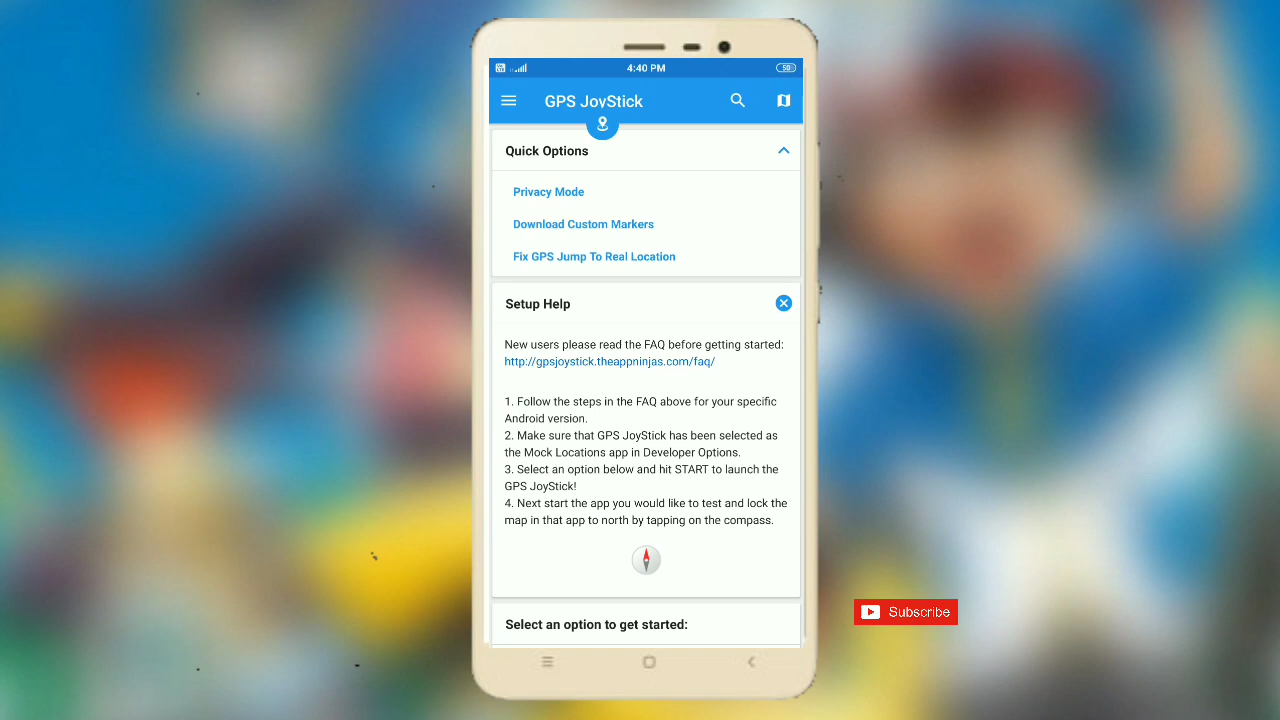 4:40 PM
50
GPS JoyStick
Quick Options
Privacy Mode
Download Custom Markers
Fix GPS Jump To Real Location
Setup Help
New users please read the FAQ before getting started:
http://gpsjoystick.theappninjas.com/faq/
1. Follow the steps in the FAQ above for your specific
Android version.
2. Make sure that GPS JoyStick has been selected as
the Mock Locations app in Developer Options.
3. Select an option below and hit START to launch the
GPS JoyStick!
4. Next start the app you would like to test and lock the
map in that app to north by tapping on the compass.
Subscribe
Select an option to get started: